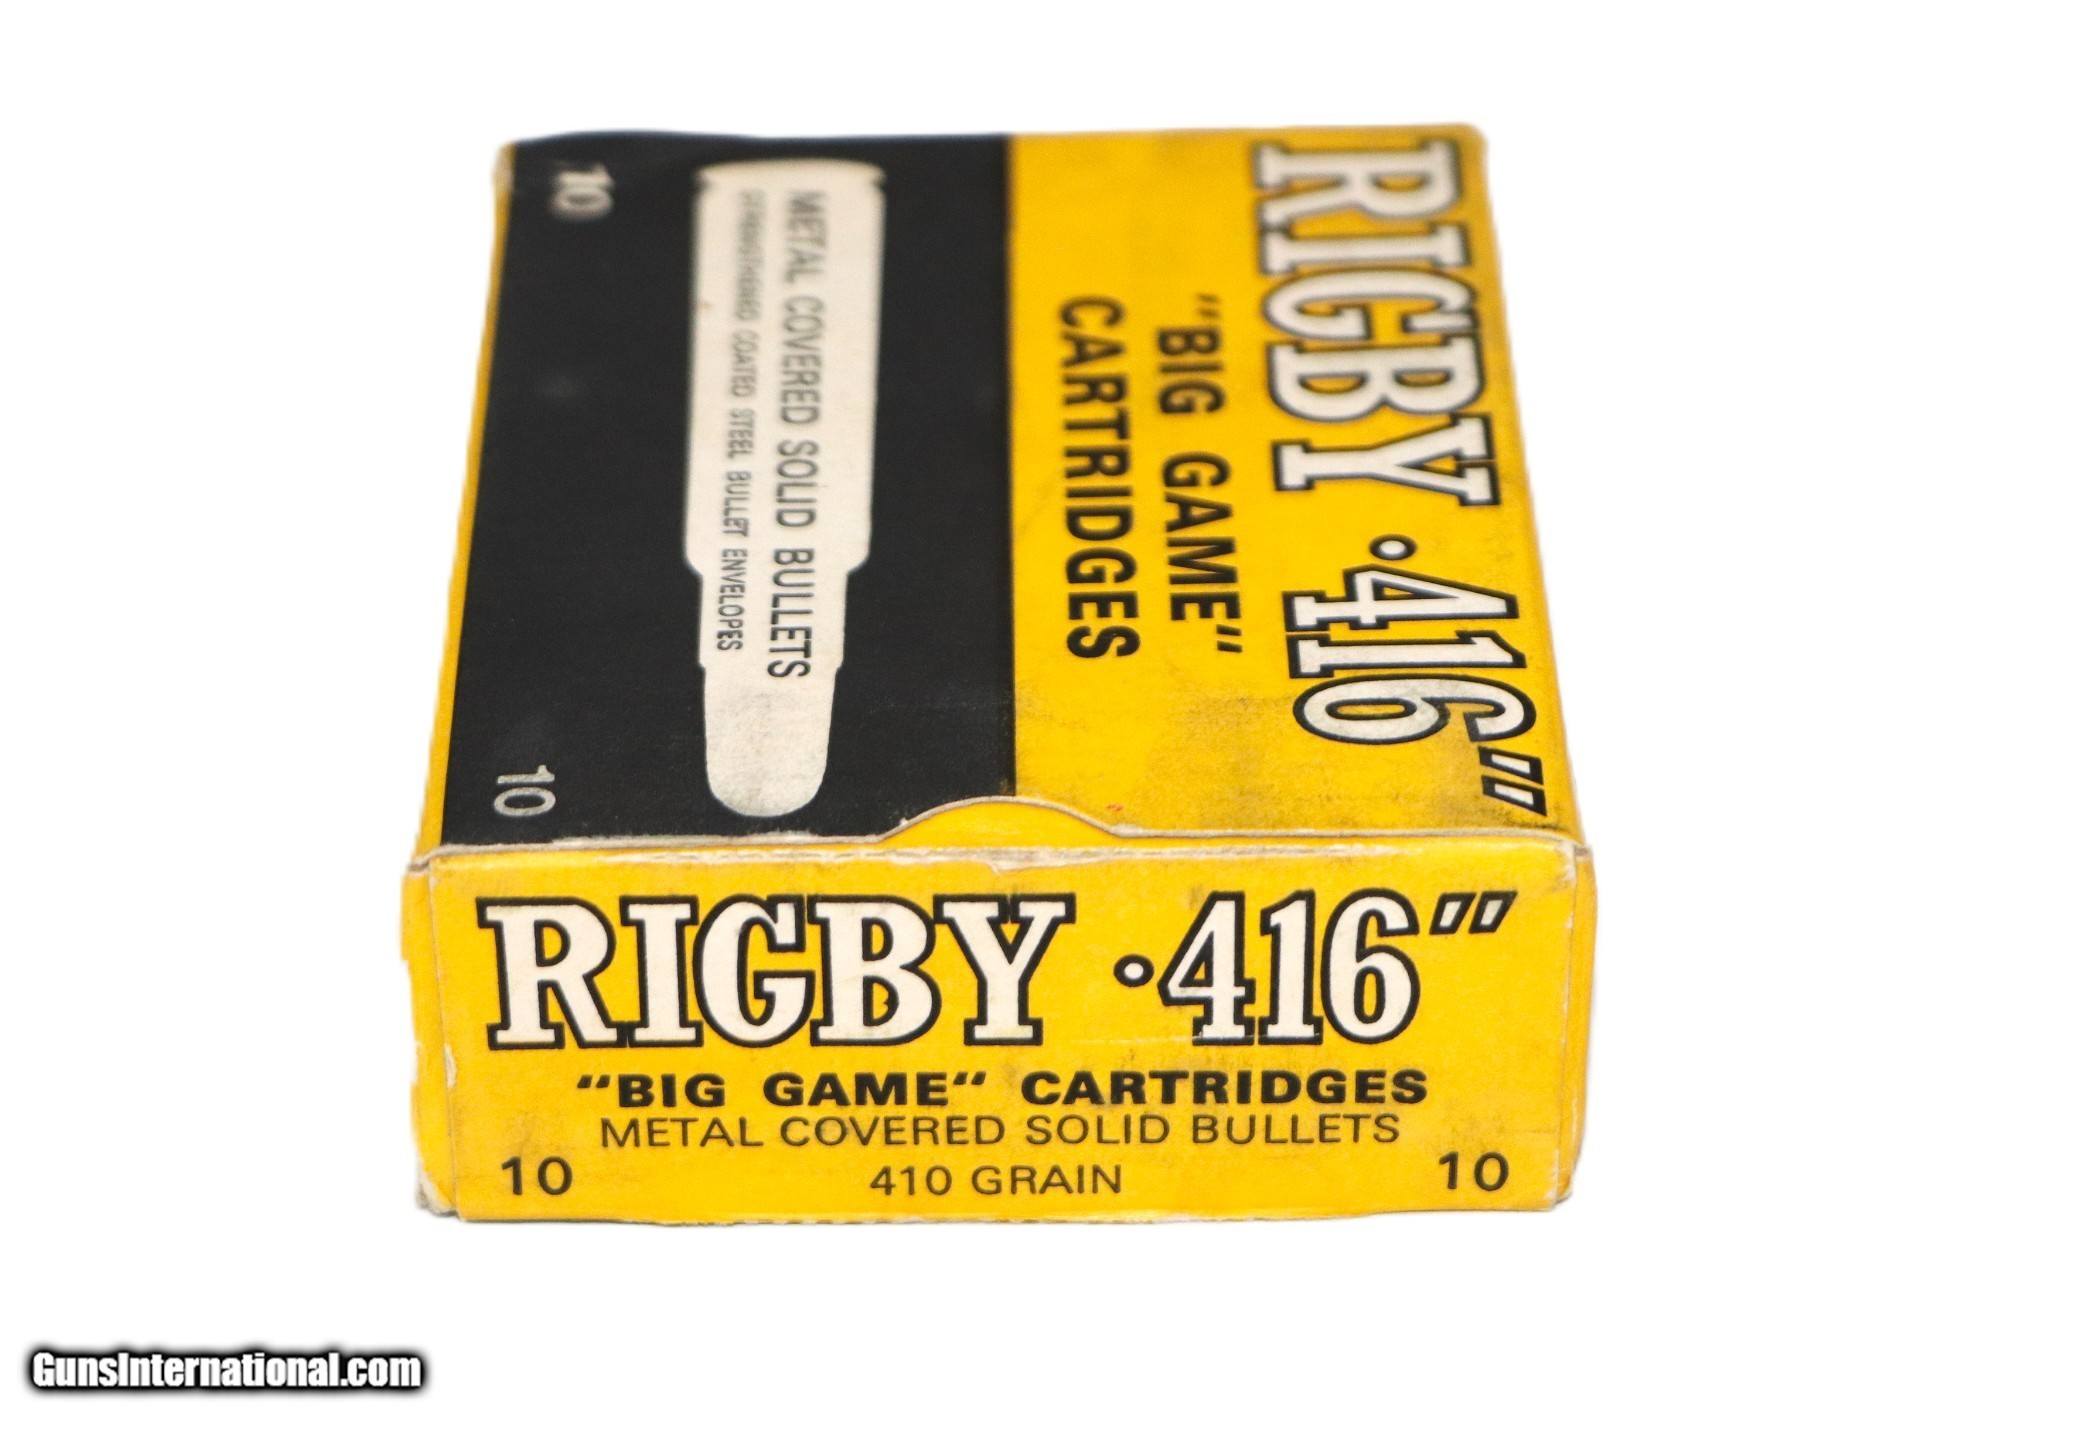 RIGBY ·416"
"BIG GAME"
CARTRIDGES
10
METAL COVERED SOLID BULLETS
STRENGTHENED COATED STEEL BULLET ENVELOPES
10
RIGBY ·416"
"BIG GAME" CARTRIDGES
METAL COVERED SOLID BULLETS
10 410 GRAIN 10
GunsInternational.com